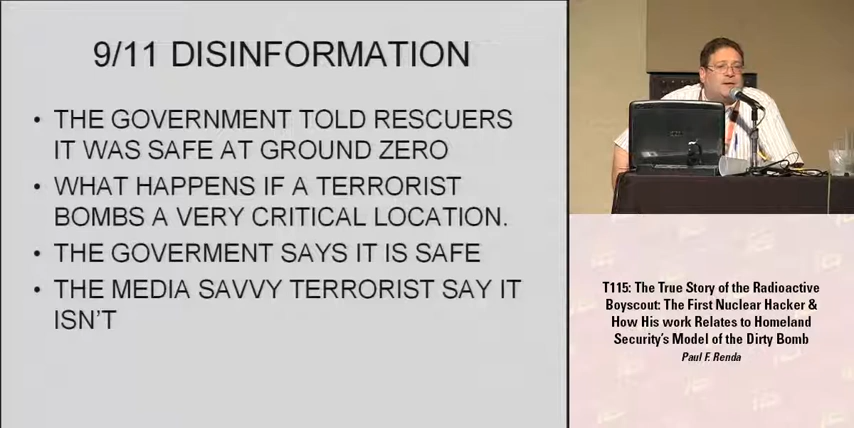 9/11 DISINFORMATION
• THE GOVERNMENT TOLD RESCUERS
IT WAS SAFE AT GROUND ZERO
• WHAT HAPPENS IF A TERRORIST
BOMBS A VERY CRITICAL LOCATION.
• THE GOVERMENT SAYS IT IS SAFE
• THE MEDIA SAVVY TERRORIST SAY IT
ISN'T
T115: The True Story of the Radioactive
Boyscout: The First Nuclear Hacker &
How His work Relates to Homeland
Security's Model of the Dirty Bomb
Paul F. Renda